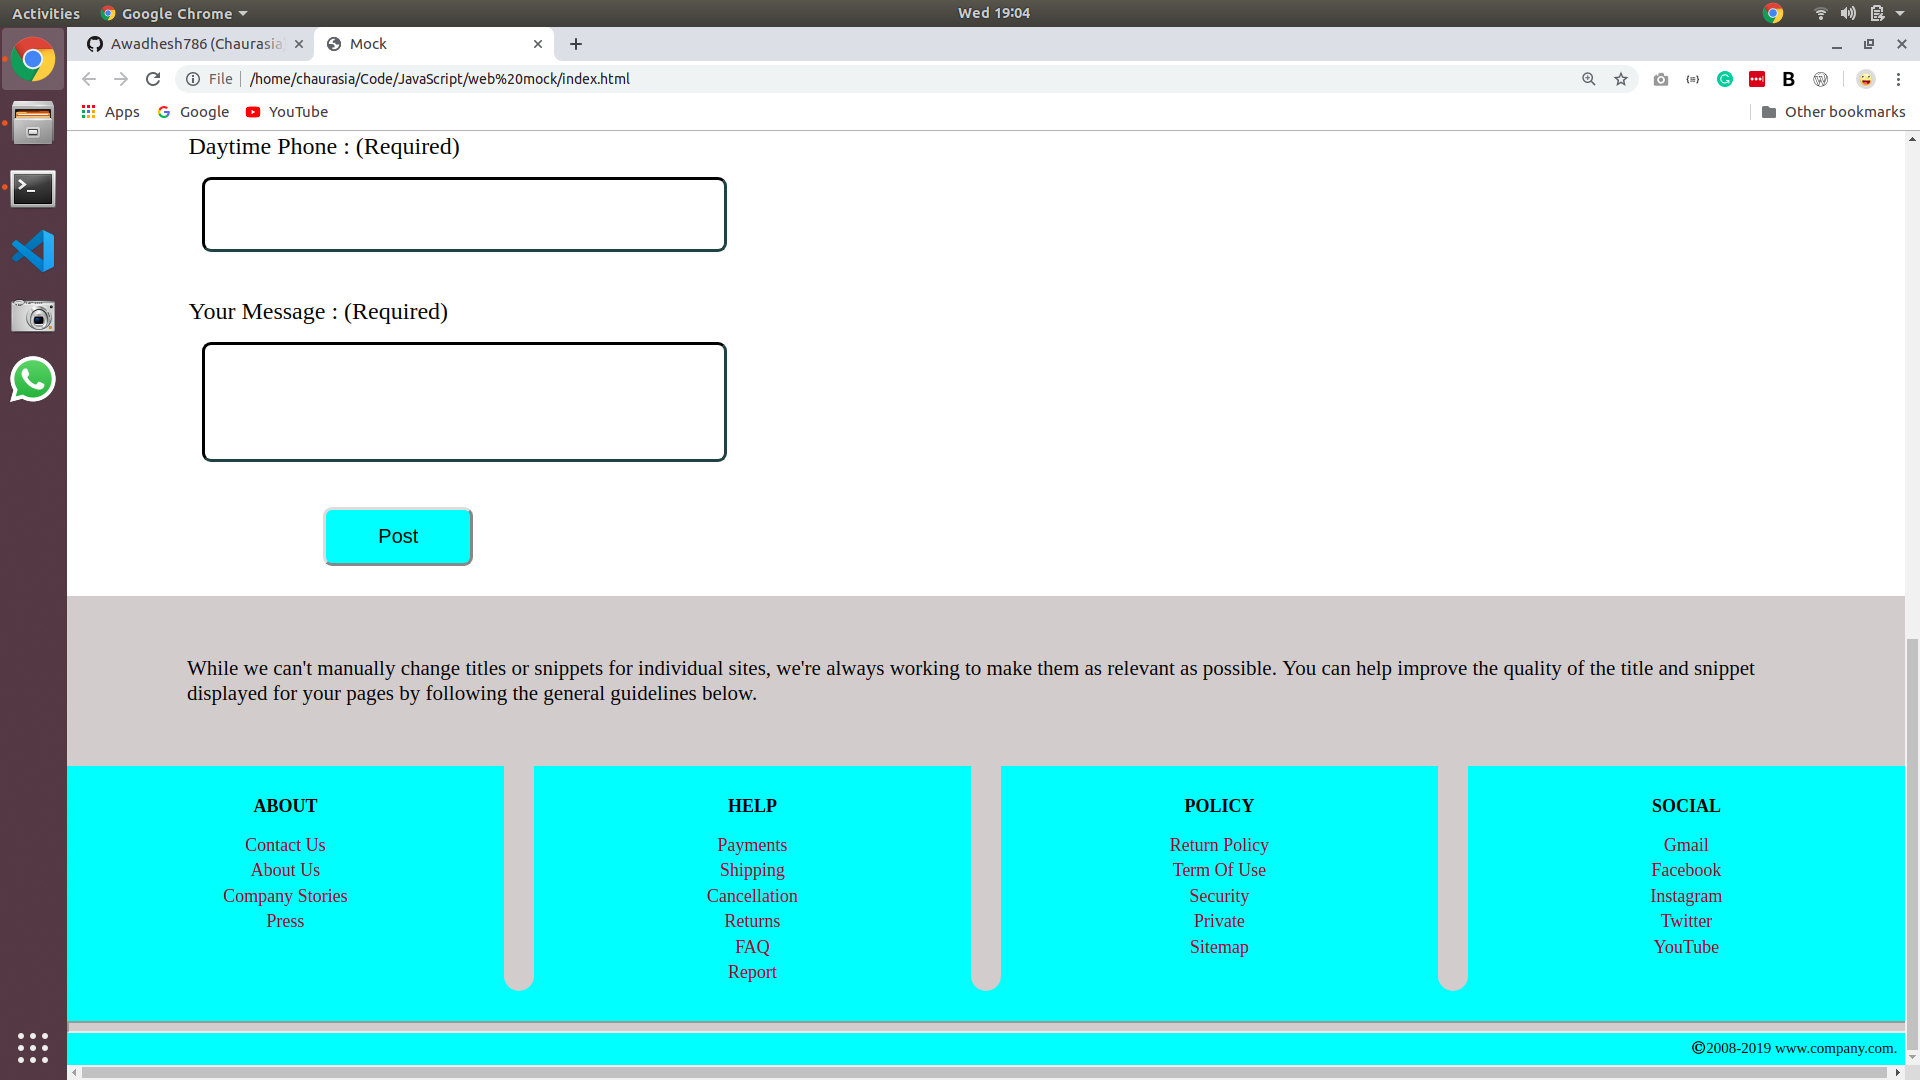 Activities
Google Chrome
Wed 19:04
Awadhesh786 (Chaurasia
Mock
File
/home/chaurasia/Code/JavaScript/web%20mock/index.html
Apps
Google
YouTube
Other bookmarks
Daytime Phone : (Required)
Your Message : (Required)
Post
While we can't manually change titles or snippets for individual sites, we're always working to make them as relevant as possible. You can help improve the quality of the title and snippet
displayed for your pages by following the general guidelines below.
ABOUT
Contact Us
About Us
Company Stories
Press
HELP
Payments
Shipping
Cancellation
Returns
FAQ
Report
POLICY
Return Policy
Term Of Use
Security
Private
Sitemap
SOCIAL
Gmail
Facebook
Instagram
Twitter
YouTube
©2008-2019 www.company.com.